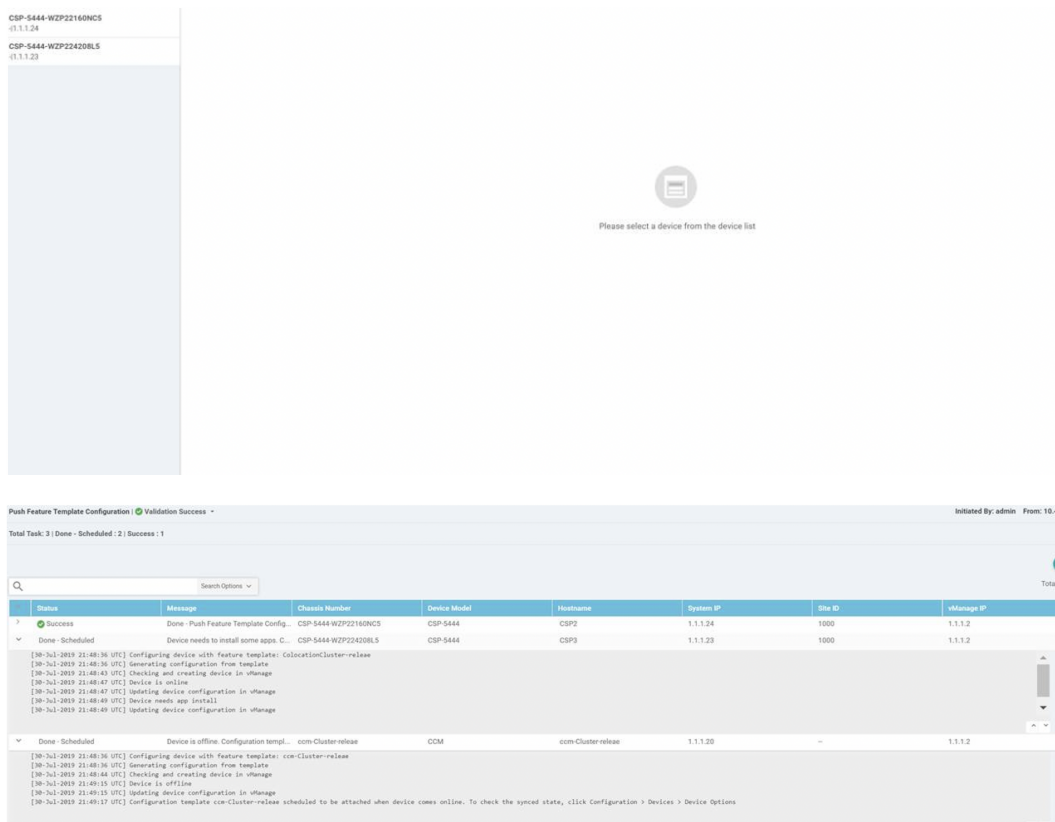 CSP-5444-WZP22160NC5
-|1.1.1.24
CSP-5444-WZP224208L5
-|1.1.1.23
Please select a device from the device list
Push Feature Template Configuration | Validation Success
Initiated By: admin From: 10.
Total Task: 3 | Done - Scheduled : 2 | Success : 1
Search Options
Tota
Status Message Chassis Number Device Model Hostname System IP Site ID vManage IP
Success Done - Push Feature Template Config... CSP-5444-WZP22160NC5 CSP-5444 CSP2 1.1.1.24 1000 1.1.1.2
Done - Scheduled Device needs to install some apps. C... CSP-5444-WZP224208L5 CSP-5444 CSP3 1.1.1.23 1000 1.1.1.2
[30-Jul-2019 21:48:36 UTC] Configuring device with feature template: ColocationCluster-releae
[30-Jul-2019 21:48:36 UTC] Generating configuration from template
[30-Jul-2019 21:48:43 UTC] Checking and creating device in vManage
[30-Jul-2019 21:48:47 UTC] Device is online
[30-Jul-2019 21:48:47 UTC] Updating device configuration in vManage
[30-Jul-2019 21:48:49 UTC] Device needs app install
[30-Jul-2019 21:48:49 UTC] Updating device configuration in vManage
Done - Scheduled Device is offline. Configuration templ... ccm-Cluster-releae CCM ccm-Cluster-releae 1.1.1.20 -- 1.1.1.2
[30-Jul-2019 21:48:36 UTC] Configuring device with feature template: ccm-Cluster-releae
[30-Jul-2019 21:48:36 UTC] Generating configuration from template
[30-Jul-2019 21:48:44 UTC] Checking and creating device in vManage
[30-Jul-2019 21:49:15 UTC] Device is offline
[30-Jul-2019 21:49:15 UTC] Updating device configuration in vManage
[30-Jul-2019 21:49:17 UTC] Configuration template ccm-Cluster-releae scheduled to be attached when device comes online. To check the synced state, click Configuration > Devices > Device Options